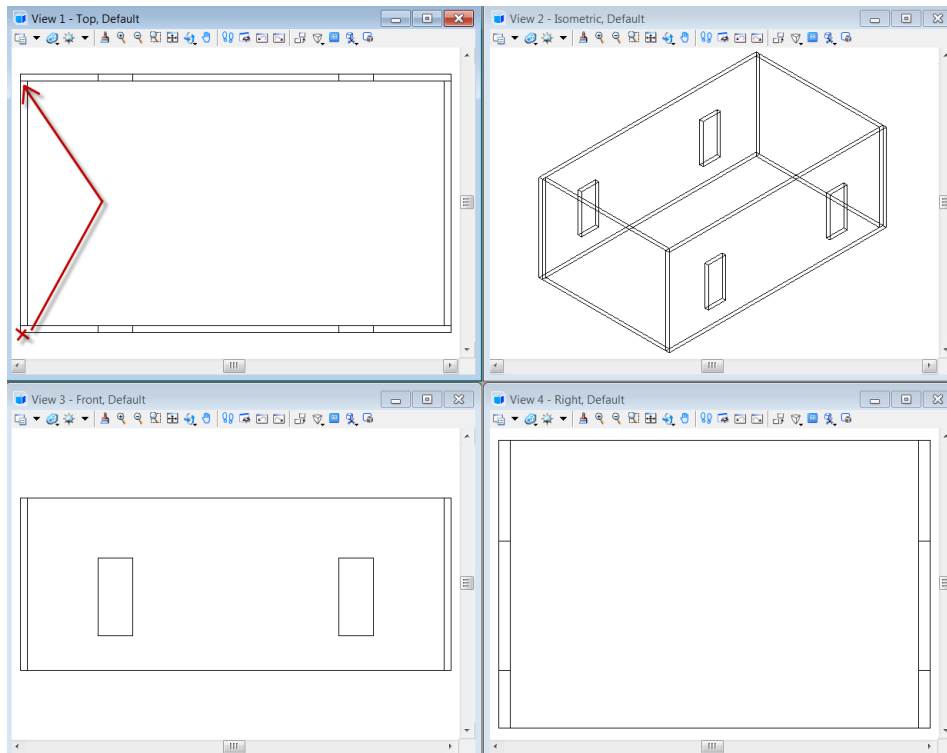 View 1 - Top, Default
View 2 - Isometric, Default
View 3 - Front, Default
View 4 - Right, Default